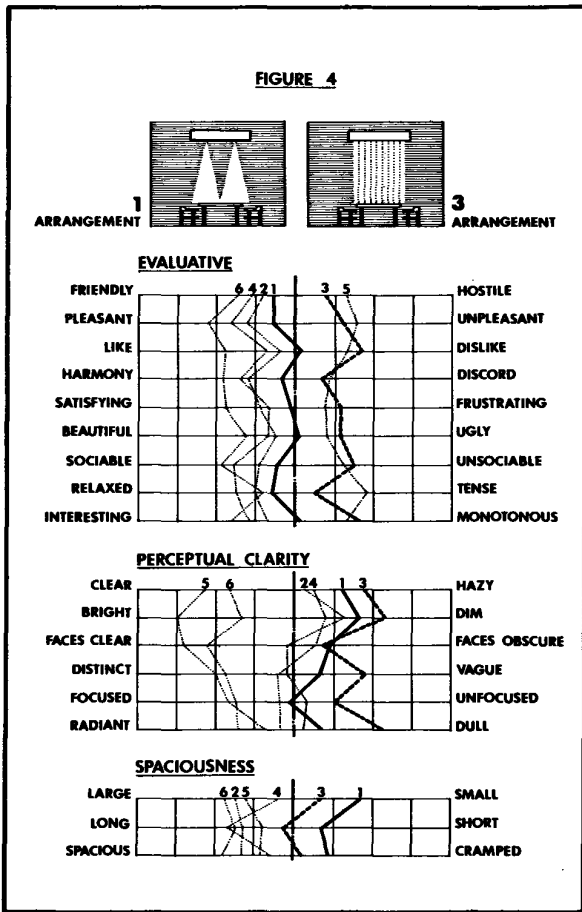 FIGURE 4
1 3
ARRANGEMENT ARRANGEMENT
EVALUATIVE
FRIENDLY 6 4 2 1 3 5 HOSTILE
PLEASANT UNPLEASANT
LIKE DISLIKE
HARMONY DISCORD
SATISFYING FRUSTRATING
BEAUTIFUL UGLY
SOCIABLE UNSOCIABLE
RELAXED TENSE
INTERESTING MONOTONOUS
PERCEPTUAL CLARITY
CLEAR 5 6 2 4 1 3 HAZY
BRIGHT DIM
FACES CLEAR FACES OBSCURE
DISTINCT VAGUE
FOCUSED UNFOCUSED
RADIANT DULL
SPACIOUSNESS
LARGE 6 2 5 4 3 1 SMALL
LONG SHORT
SPACIOUS CRAMPED